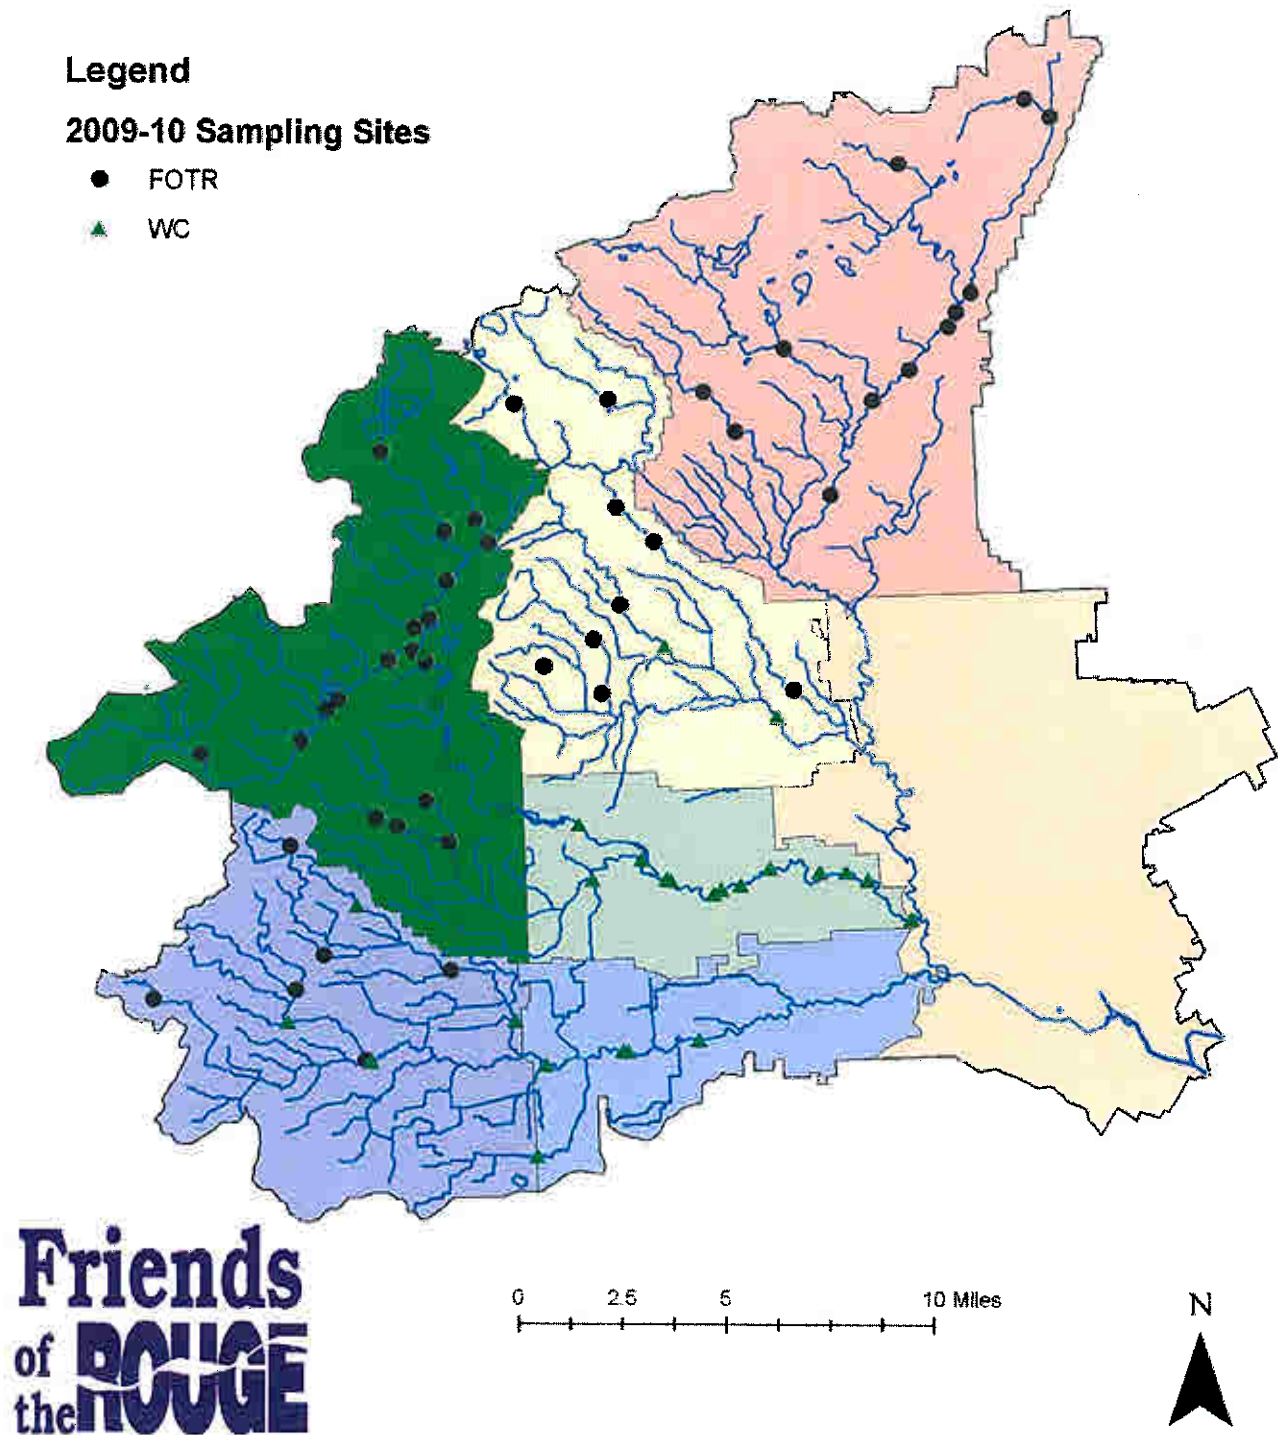 Legend
2009-10 Sampling Sites
FOTR
WC
Friends
of
the ROUGE
0 2.5 5 10 Miles
N